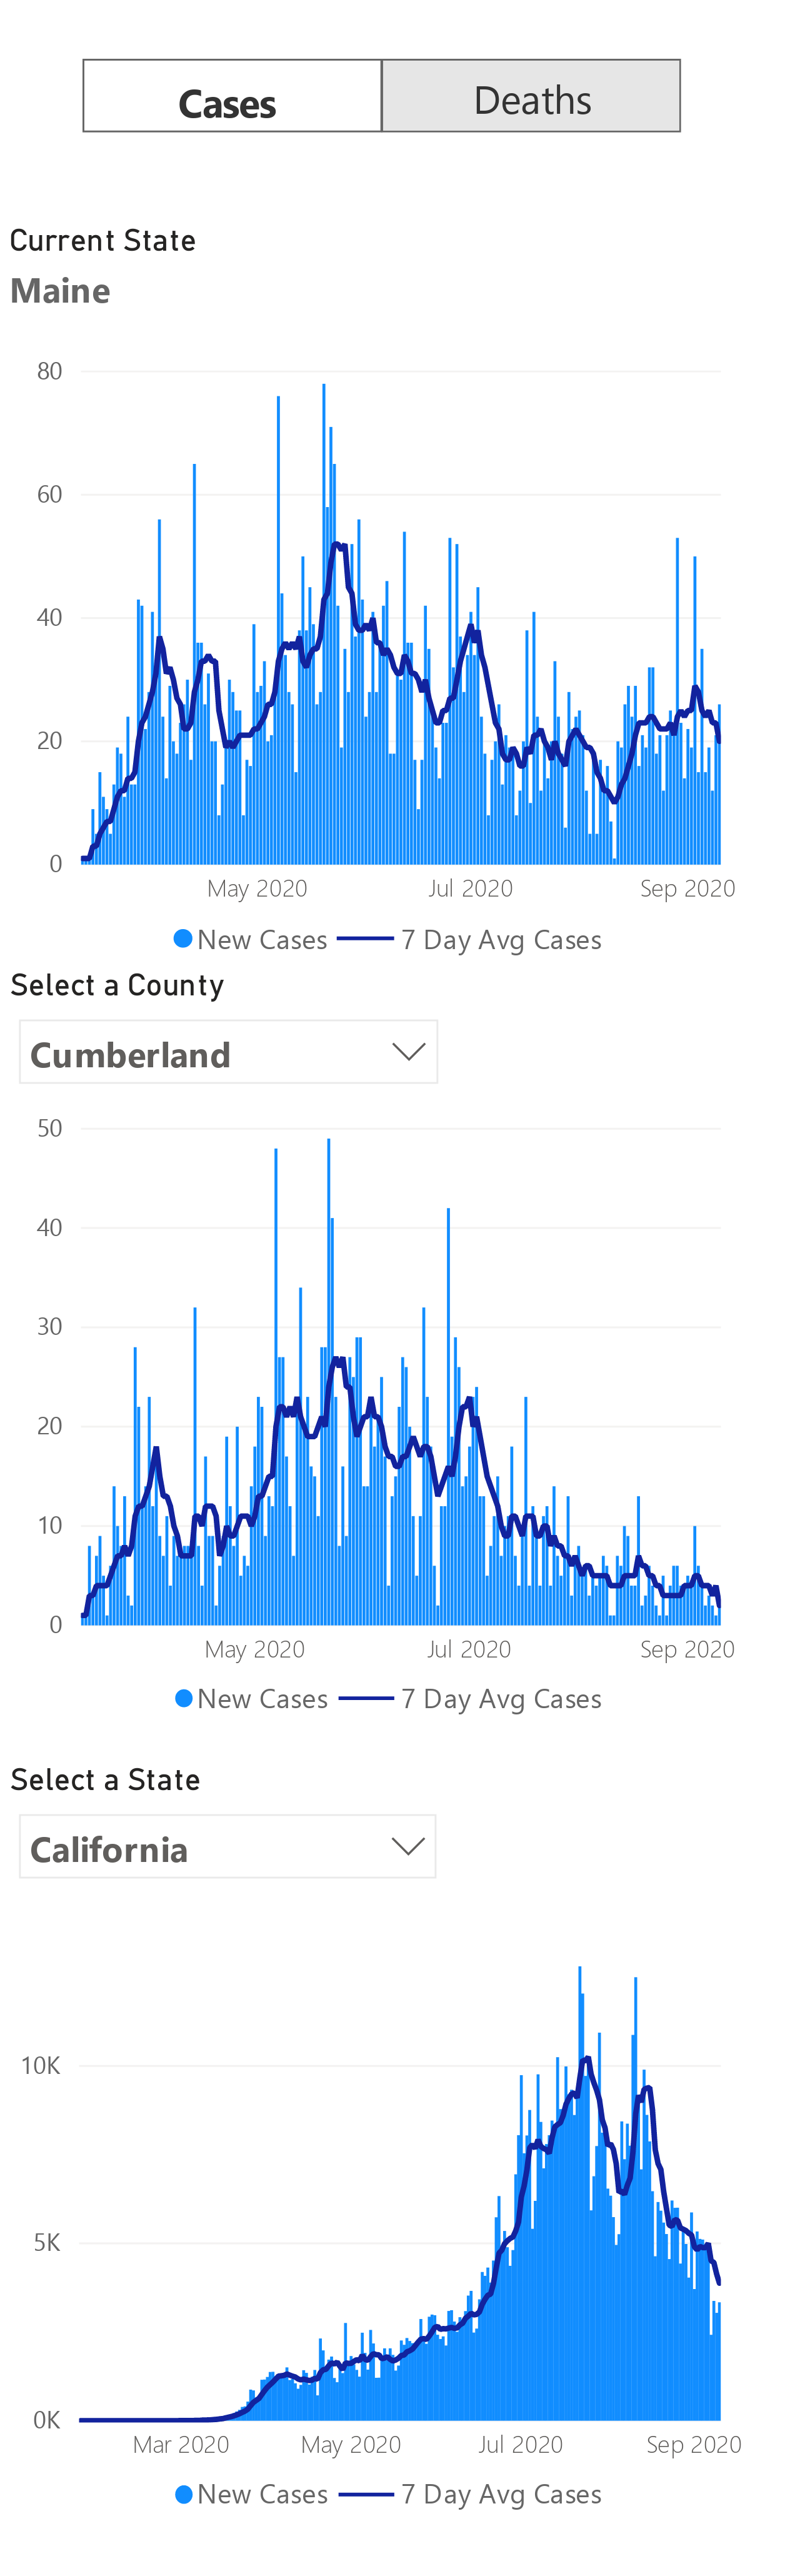 Cases Deaths
Current State
Maine
80
60
40
20
0
May 2020 Jul 2020 Sep 2020
New Cases 7 Day Avg Cases
Select a County
Cumberland
50
40
30
20
10
0
May 2020 Jul 2020 Sep 2020
New Cases 7 Day Avg Cases
Select a State
California
10K
5K
0K
Mar 2020 May 2020 Jul 2020 Sep 2020
New Cases 7 Day Avg Cases